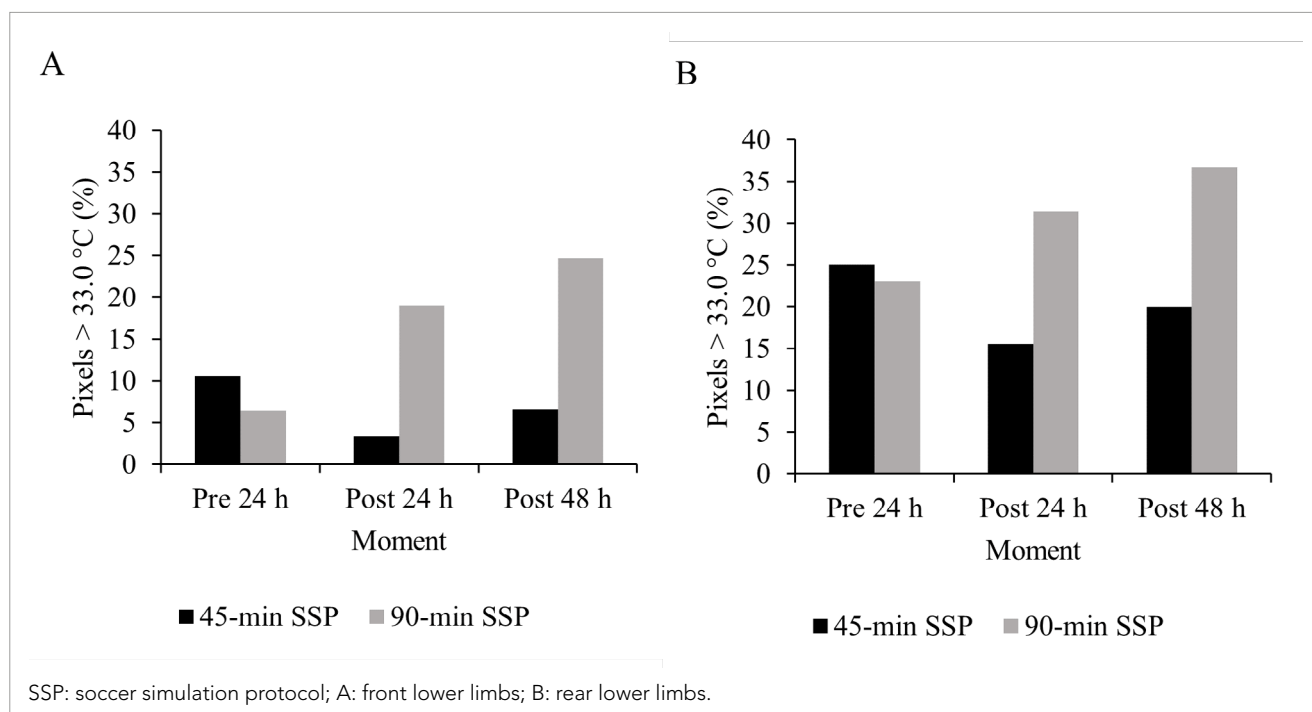 A
Pixels > 33.0 °C (%)
40
35
30
25
20
15
10
5
0
Pre 24 h Post 24 h Post 48 h
Moment
■ 45-min SSP ■ 90-min SSP
B
Pixels > 33.0 °C (%)
40
35
30
25
20
15
10
5
0
Pre 24 h Post 24 h Post 48 h
Moment
■ 45-min SSP ■ 90-min SSP
SSP: soccer simulation protocol; A: front lower limbs; B: rear lower limbs.